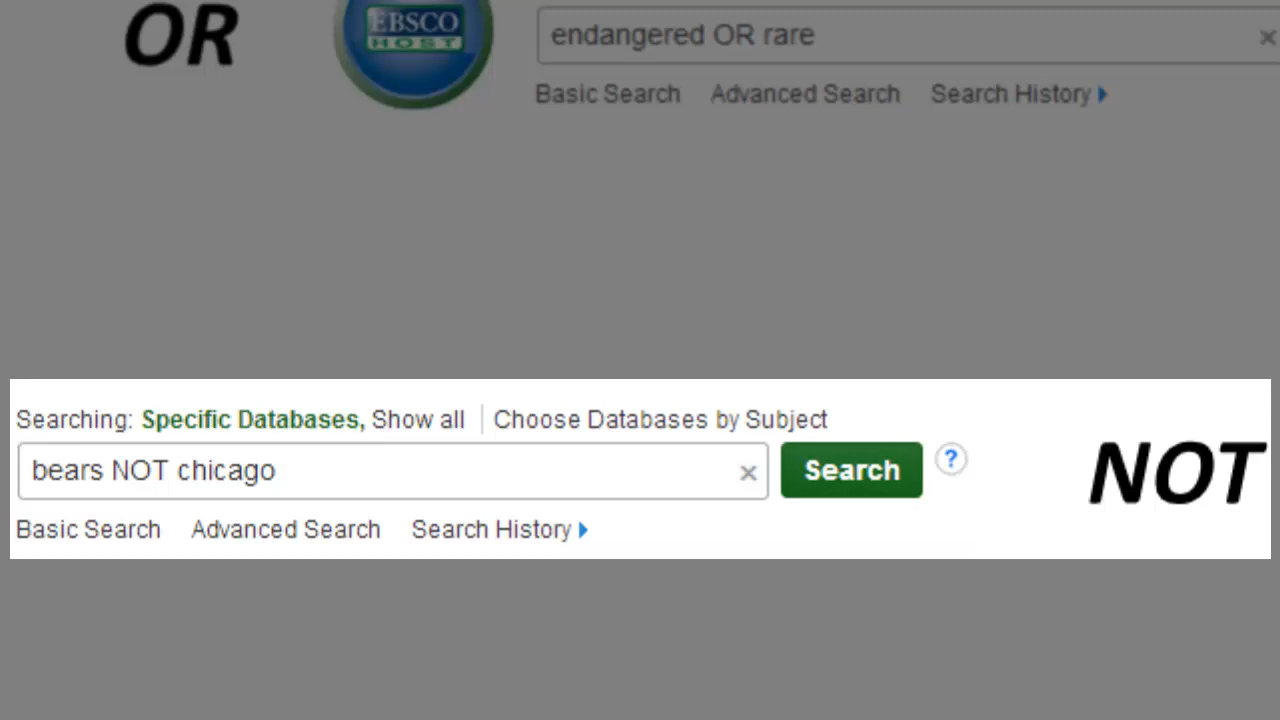 OR
EBSCO
HOST
endangered OR rare
Basic Search Advanced Search Search History
Searching: Specific Databases, Show all Choose Databases by Subject
bears NOT chicago
Search
?
NOT
Basic Search Advanced Search Search History